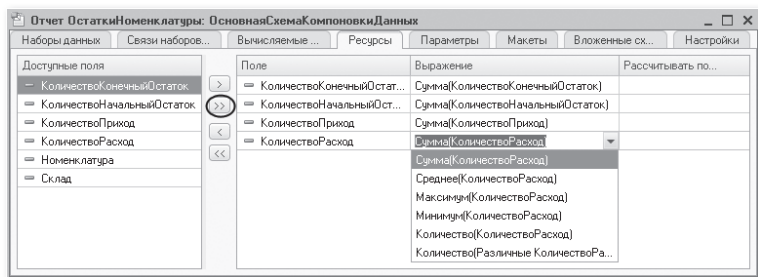 Отчет ОстаткиНоменклатуры: ОсновнаяСхемаКомпоновкиДанных
Наборы данных Связи наборов... Вычисляемые ... Ресурсы Параметры Макеты Вложенные сх... Настройки
Доступные поля Поле Выражение Рассчитывать по...
КоличествоКонечныйОстаток > КоличествоКонечныйОстат... Сумма(КоличествоКонечныйОстаток)
КоличествоНачальныйОстаток >> КоличествоНачальныйОст... Сумма(КоличествоНачальныйОстаток)
КоличествоПриход КоличествоПриход Сумма(КоличествоПриход)
КоличествоРасход < КоличествоРасход Сумма(КоличествоРасход)
Номенклатура << Сумма(КоличествоРасход)
Склад Среднее(КоличествоРасход)
Максимум(КоличествоРасход)
Минимум(КоличествоРасход)
Количество(КоличествоРасход)
Количество(Различные КоличествоРа...